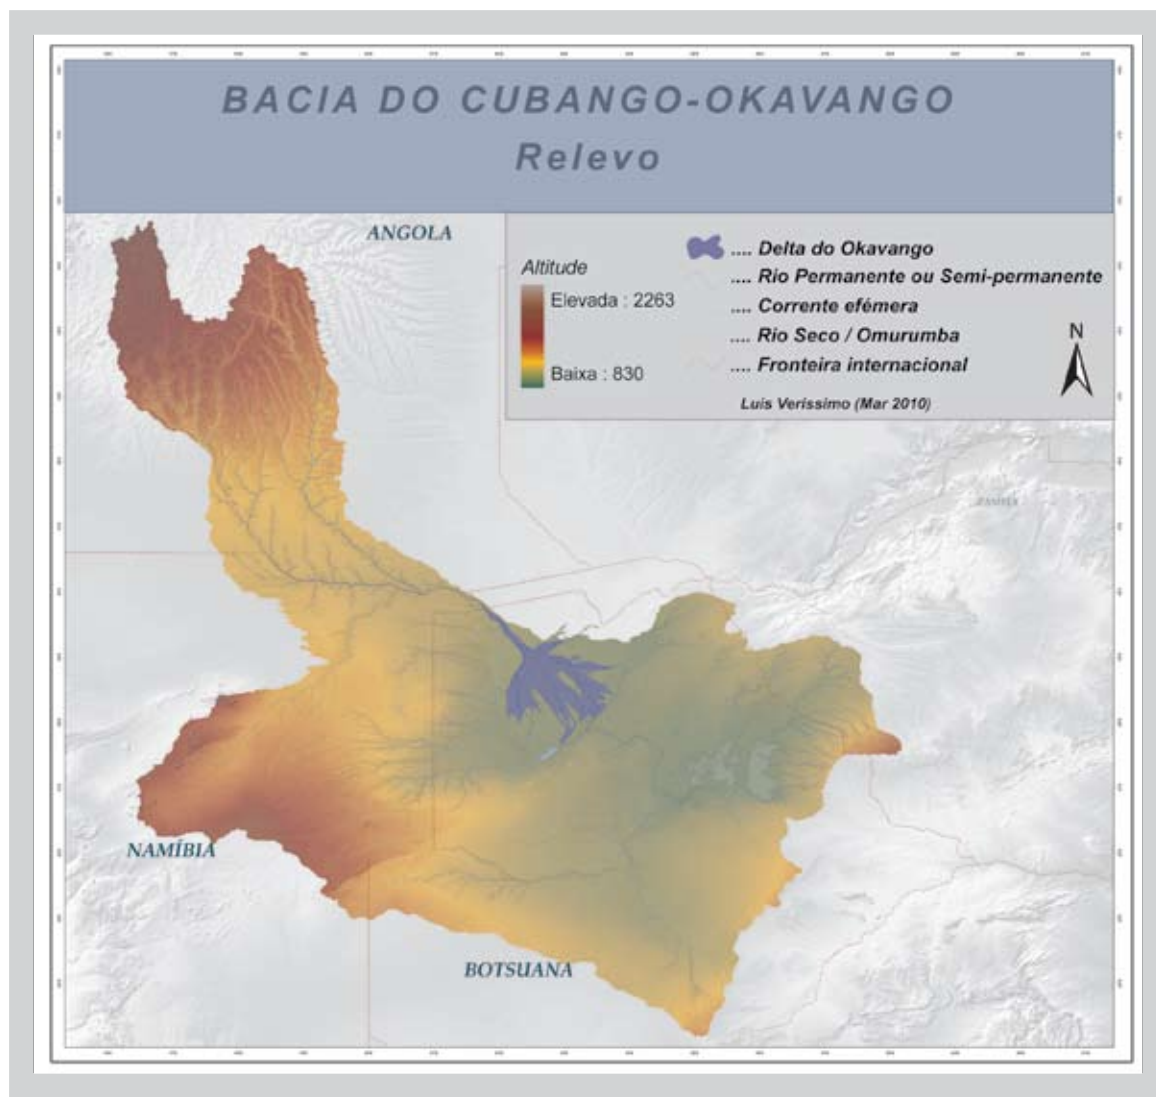 BACIA DO CUBANGO-OKAVANGO
Relevo
ANGOLA
Altitude
Elevada : 2263
Baixa : 830
.... Delta do Okavango
.... Rio Permanente ou Semi-permanente
.... Corrente efémera
.... Rio Seco / Omurumba
.... Fronteira internacional
N
Luis Veríssimo (Mar 2010)
NAMÍBIA
BOTSUANA